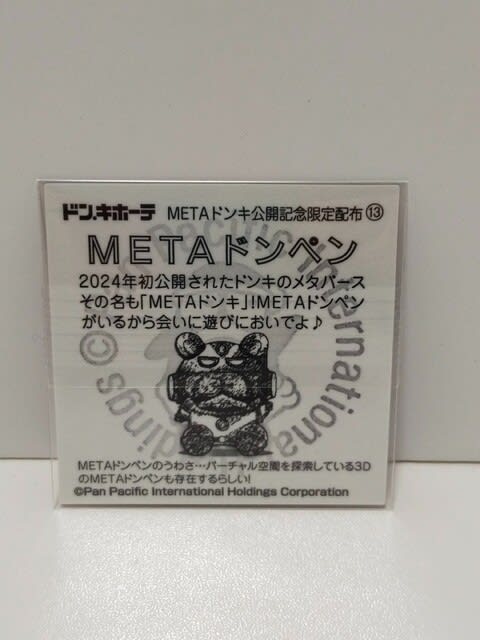 ドン.キホーテ METAドンキ公開記念限定配布⑬
METAドンペン
2024年初公開されたドンキのメタバース
その名も「METAドンキ」!METAドンペン
がいるから会いに遊びにおいでよ♪
METAドンペンのうわさ…バーチャル空間を探索している3D
のMETAドンペンも存在するらしい!
©Pan Pacific International Holdings Corporation
© Pan Pacific International Holdings